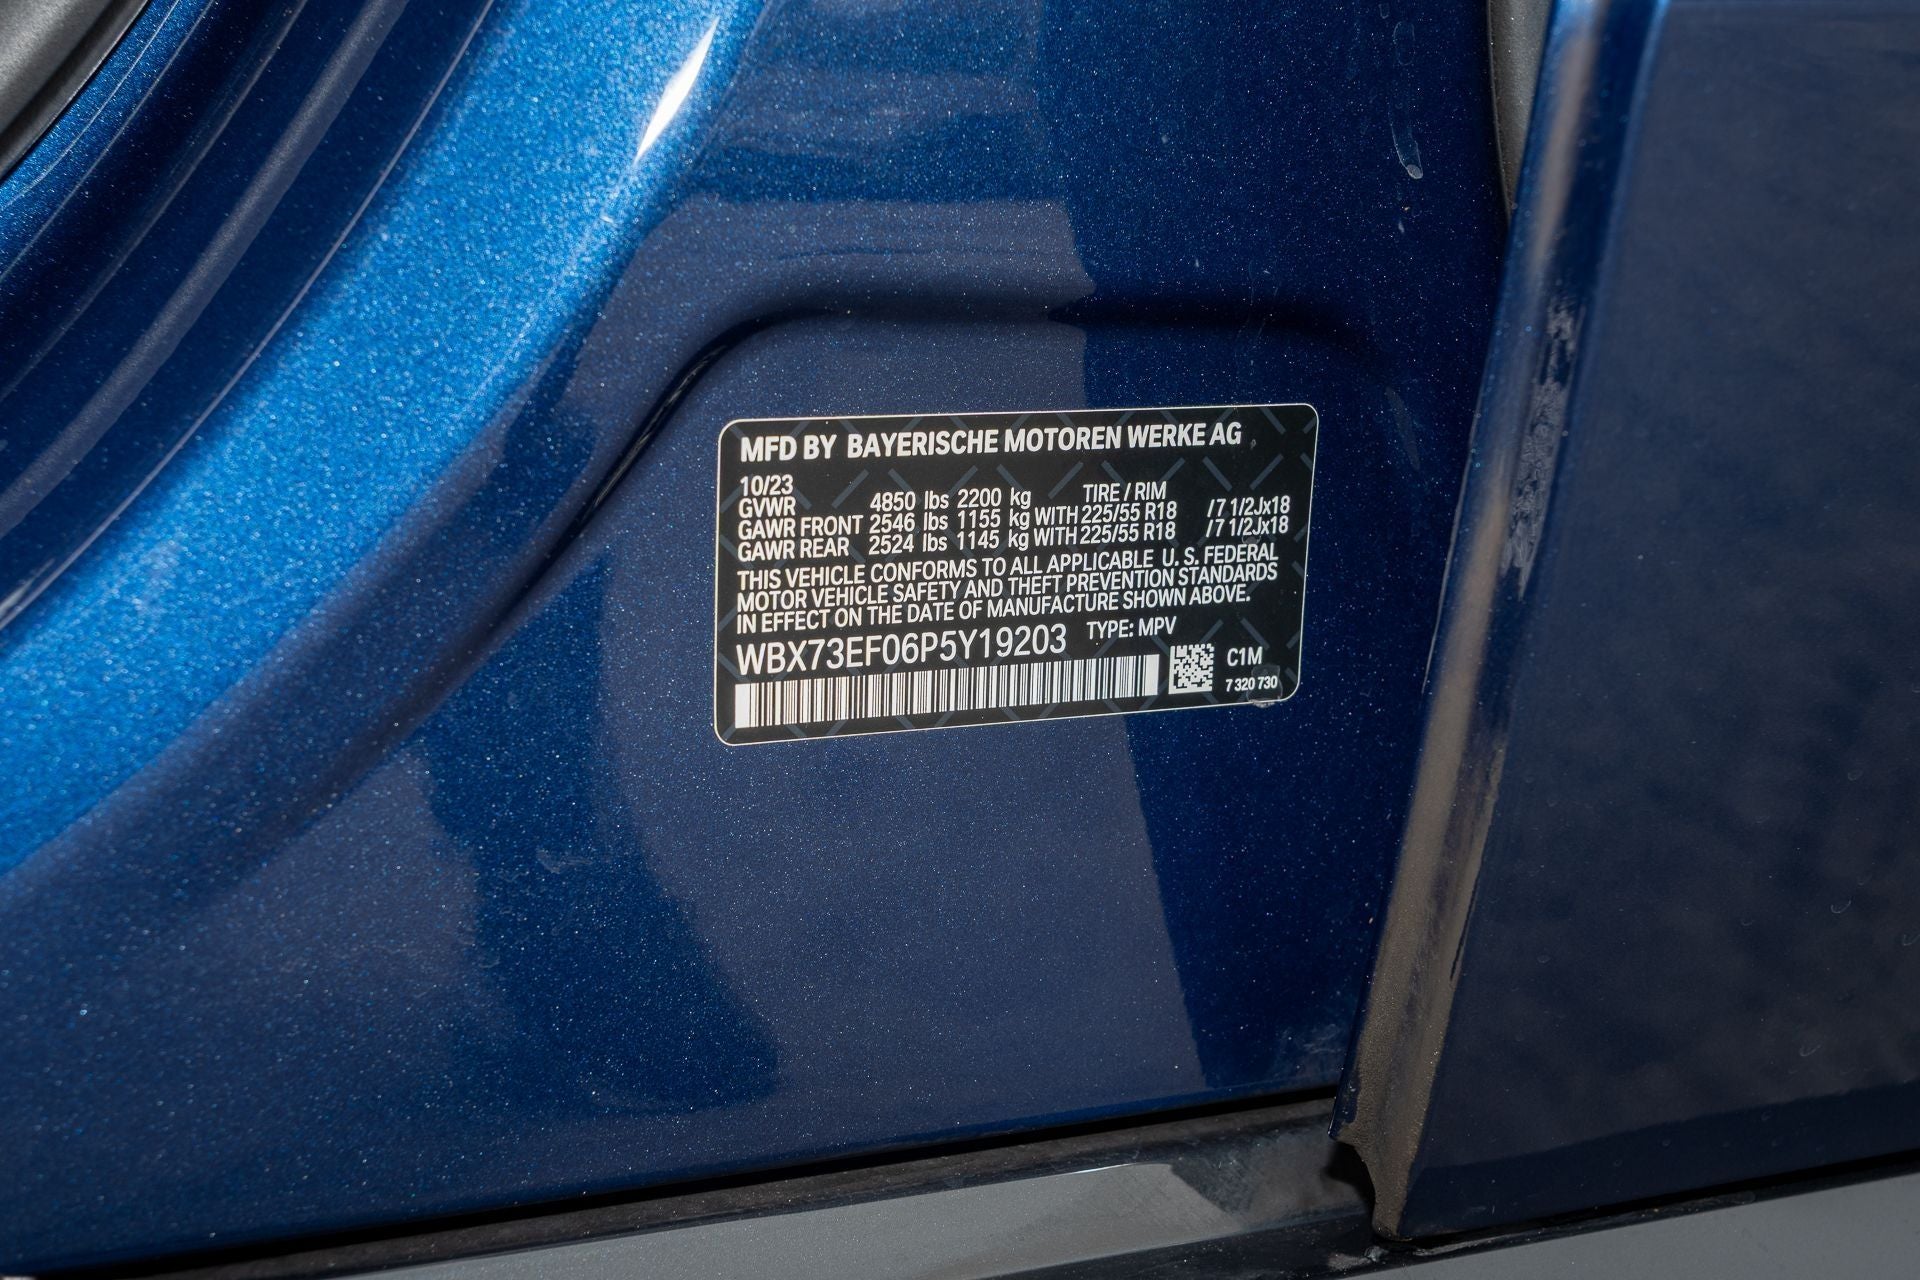 MFD BY BAYERISCHE MOTOREN WERKE AG
10/23
GVWR 4850 lbs 2200 kg TIRE / RIM
GAWR FRONT 2546 lbs 1155 kg WITH 225/55 R18 /7 1/2Jx18
GAWR REAR 2524 lbs 1145 kg WITH 225/55 R18 /7 1/2Jx18
THIS VEHICLE CONFORMS TO ALL APPLICABLE U. S. FEDERAL
MOTOR VEHICLE SAFETY AND THEFT PREVENTION STANDARDS
IN EFFECT ON THE DATE OF MANUFACTURE SHOWN ABOVE.
WBX73EF06P5Y19203 TYPE: MPV
C1M
7 320 730